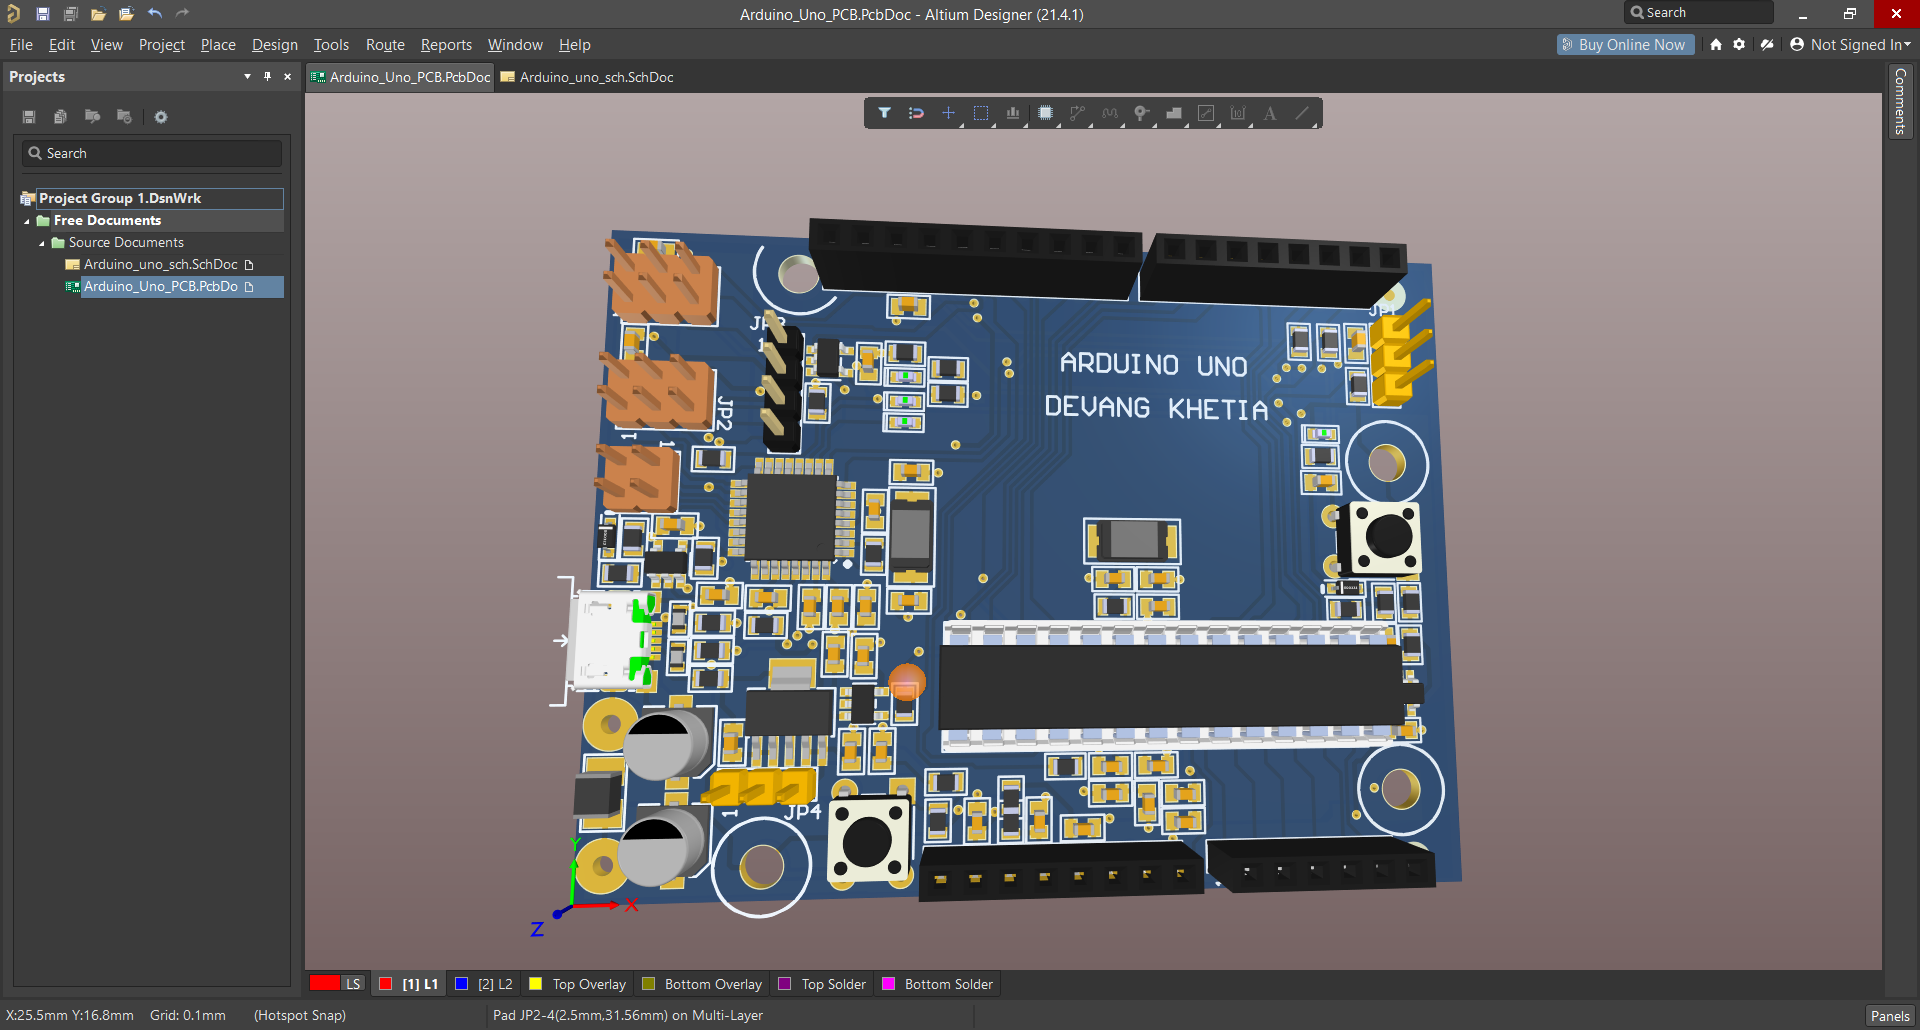 Arduino_Uno_PCB.PcbDoc - Altium Designer (21.4.1)
Search
File Edit View Project Place Design Tools Route Reports Window Help
Buy Online Now
Not Signed In
Projects
Arduino_Uno_PCB.PcbDoc
Arduino_uno_sch.SchDoc
Comments
Search
Project Group 1.DsnWrk
Free Documents
Source Documents
Arduino_uno_sch.SchDoc
Arduino_Uno_PCB.PcbDo
JP1
ARDUINO UNO
DEVANG KHETIA
JP2
1
1
1
1
JP4
Y
X
Z
LS
[1] L1
[2] L2
Top Overlay
Bottom Overlay
Top Solder
Bottom Solder
X:25.5mm Y:16.8mm Grid: 0.1mm (Hotspot Snap)
Pad JP2-4(2.5mm,31.56mm) on Multi-Layer
Panels